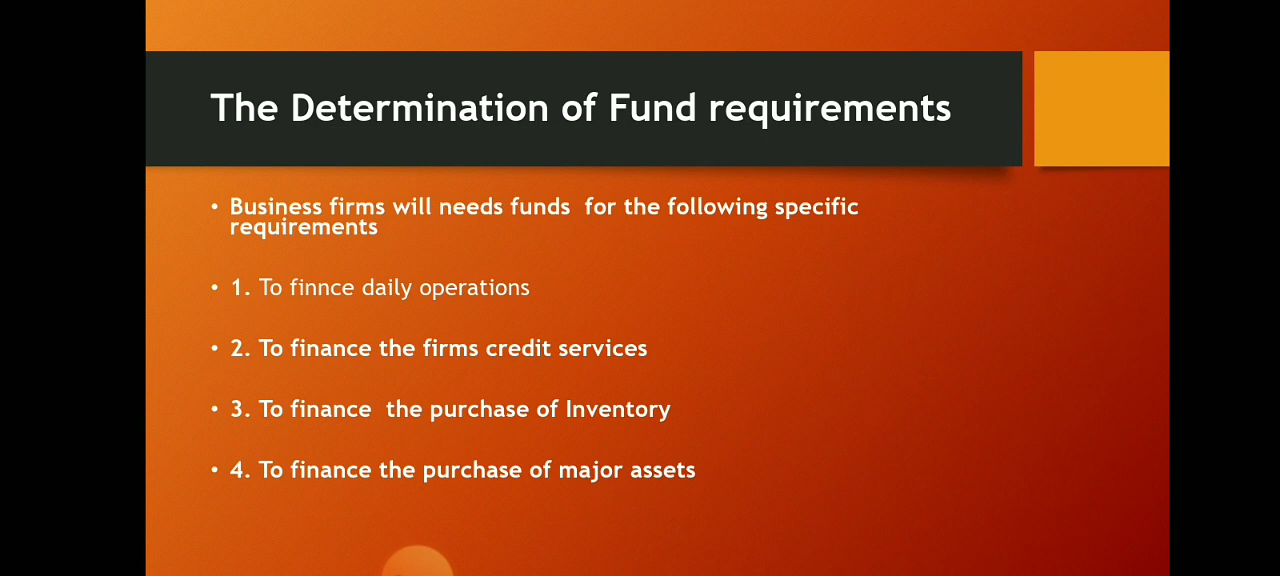 The Determination of Fund requirements
• Business firms will needs funds  for the following specific
requirements
• 1. To finnce daily operations
• 2. To finance the firms credit services
• 3. To finance  the purchase of Inventory
• 4. To finance the purchase of major assets